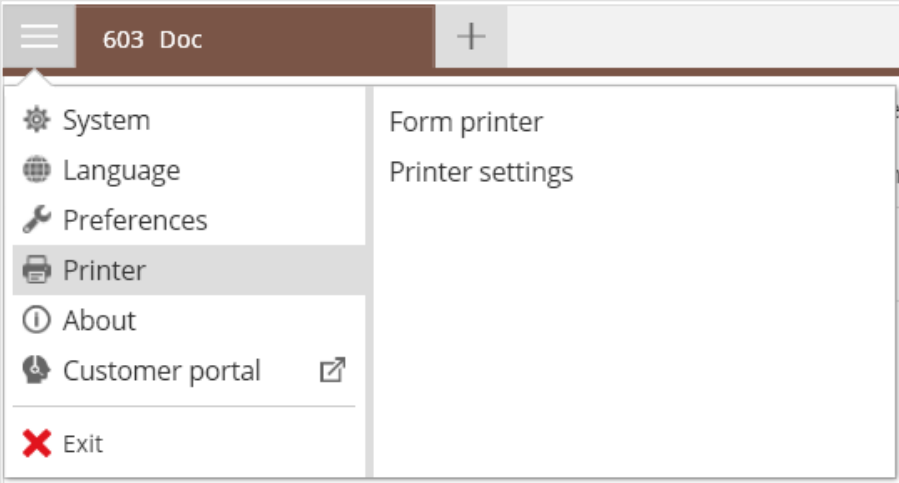 603 Doc
System
Language
Preferences
Printer
About
Customer portal
Exit
Form printer
Printer settings